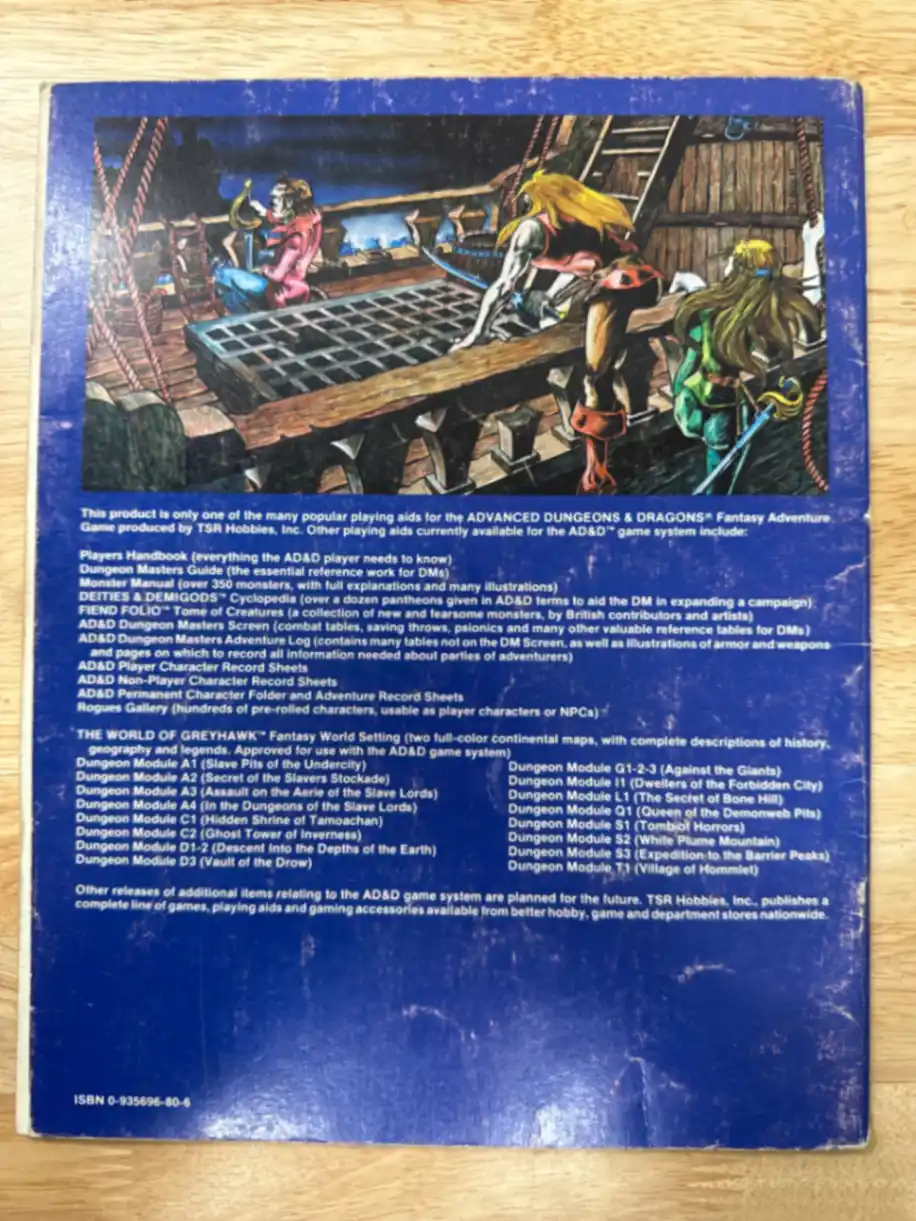 This product is only one of the many popular playing aids for the ADVANCED DUNGEONS & DRAGONS® Fantasy Adventure
Game produced by TSR Hobbies, Inc. Other playing aids currently available for the AD&D™ game system include:
Players Handbook (everything the AD&D player needs to know)
Dungeon Masters Guide (the essential reference work for DMs)
Monster Manual (over 350 monsters, with full explanations and many illustrations)
DEITIES & DEMIGODS™ Cyclopedia (over a dozen pantheons given in AD&D terms to aid the DM in expanding a campaign)
FIEND FOLIO™ Tome of Creatures (a collection of new and fearsome monsters, by British contributors and artists)
AD&D Dungeon Masters Screen (combat tables, saving throws, psionics and many other valuable reference tables for DMs)
AD&D Dungeon Masters Adventure Log (contains many tables not on the DM Screen, as well as illustrations of armor and weapons
and pages on which to record all information needed about parties of adventurers)
AD&D Player Character Record Sheets
AD&D Non-Player Character Record Sheets
AD&D Permanent Character Folder and Adventure Record Sheets
Rogues Gallery (hundreds of pre-rolled characters, usable as player characters or NPCs)
THE WORLD OF GREYHAWK™ Fantasy World Setting (two full-color continental maps, with complete descriptions of history,
geography and legends. Approved for use with the AD&D game system)
Dungeon Module A1 (Slave Pits of the Undercity)
Dungeon Module A2 (Secret of the Slavers Stockade)
Dungeon Module A3 (Assault on the Aerie of the Slave Lords)
Dungeon Module A4 (In the Dungeons of the Slave Lords)
Dungeon Module C1 (Hidden Shrine of Tamoachan)
Dungeon Module C2 (Ghost Tower of Inverness)
Dungeon Module D1-2 (Descent Into the Depths of the Earth)
Dungeon Module D3 (Vault of the Drow)
Dungeon Module G1-2-3 (Against the Giants)
Dungeon Module I1 (Dwellers of the Forbidden City)
Dungeon Module L1 (The Secret of Bone Hill)
Dungeon Module Q1 (Queen of the Demonweb Pits)
Dungeon Module S1 (Tomb of Horrors)
Dungeon Module S2 (White Plume Mountain)
Dungeon Module S3 (Expedition to the Barrier Peaks)
Dungeon Module T1 (Village of Hommlet)
Other releases of additional items relating to the AD&D game system are planned for the future. TSR Hobbies, Inc., publishes a
complete line of games, playing aids and gaming accessories available from better hobby, game and department stores nationwide.
ISBN 0-935696-80-6